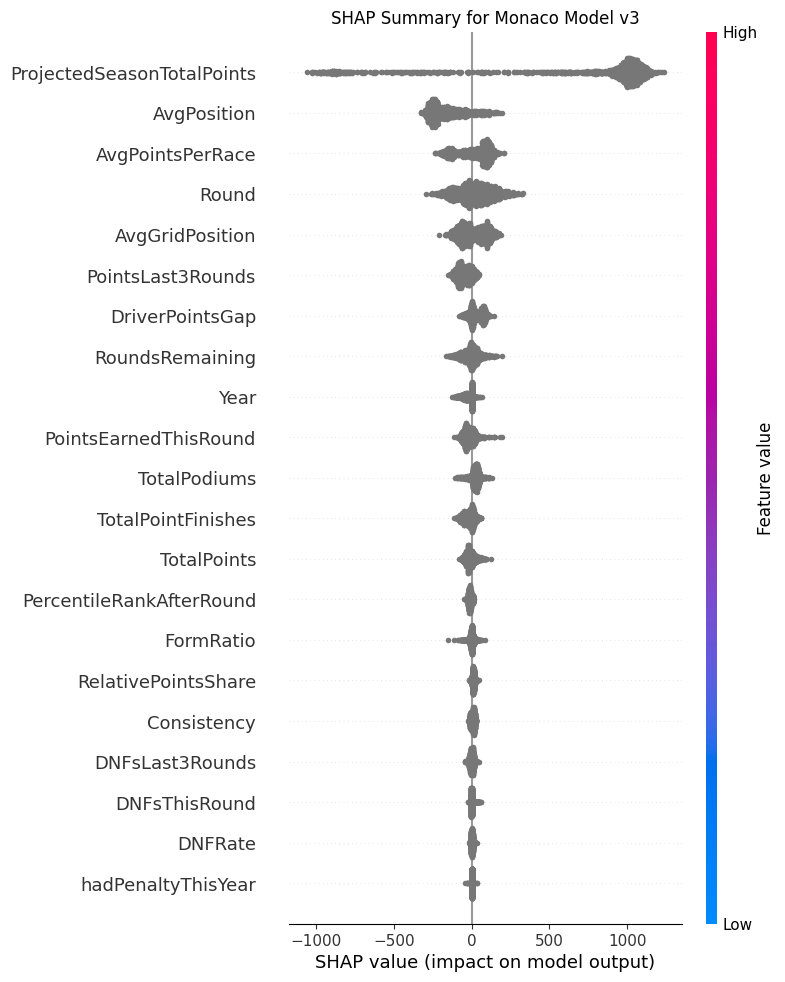 SHAP Summary for Monaco Model v3
High
ProjectedSeasonTotalPoints
AvgPosition
AvgPointsPerRace
Round
AvgGridPosition
PointsLast3Rounds
DriverPointsGap
RoundsRemaining
Year
PointsEarnedThisRound
TotalPodiums
TotalPointFinishes
TotalPoints
PercentileRankAfterRound
FormRatio
RelativePointsShare
Consistency
DNFsLast3Rounds
DNFsThisRound
DNFRate
hadPenaltyThisYear
Feature value
Low
−1000 −500 0 500 1000
SHAP value (impact on model output)